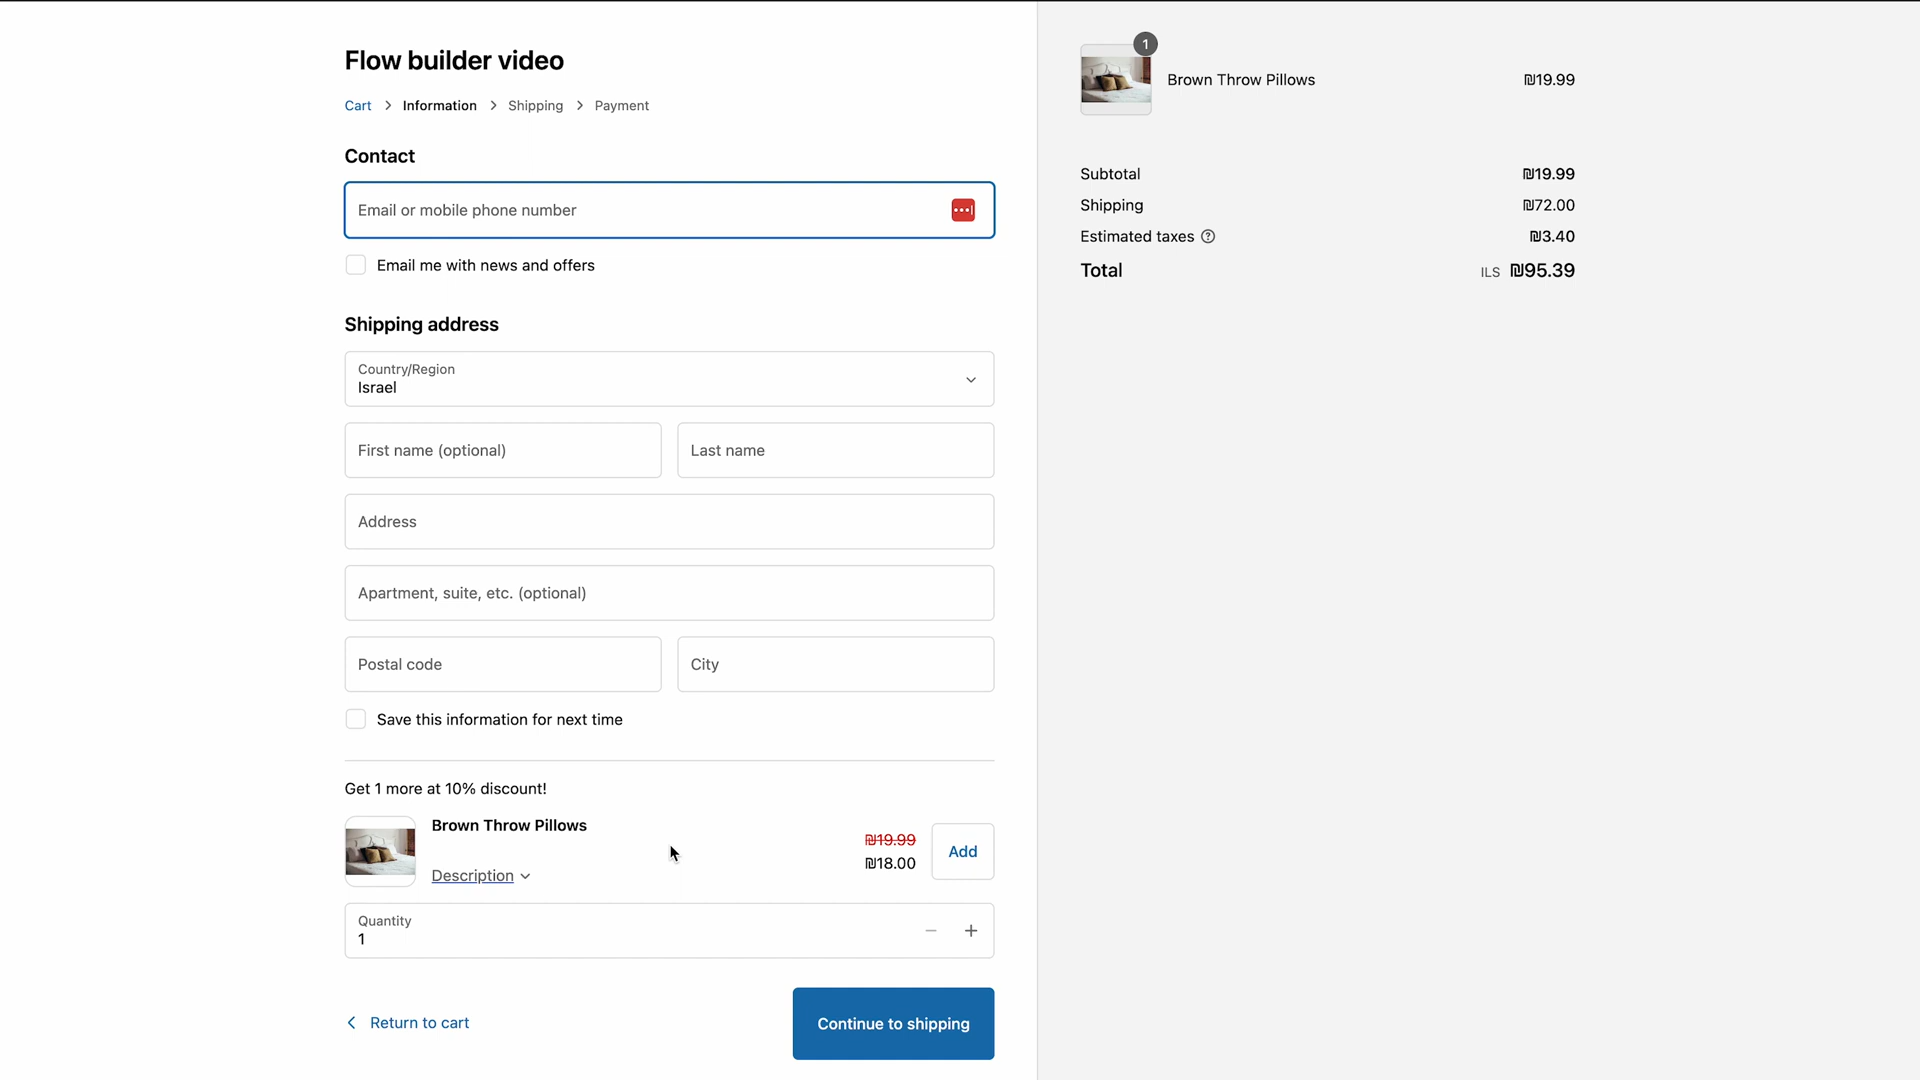 Flow builder video
Cart > Information > Shipping > Payment
Contact
Email or mobile phone number
Email me with news and offers
Shipping address
Country/Region
Israel
First name (optional)
Last name
Address
Apartment, suite, etc. (optional)
Postal code
City
Save this information for next time
Get 1 more at 10% discount!
Brown Throw Pillows
₪19.99
₪18.00
Add
Description
Quantity
1
Return to cart
Continue to shipping
1
Brown Throw Pillows ₪19.99
Subtotal ₪19.99
Shipping ₪72.00
Estimated taxes ₪3.40
Total ILS ₪95.39